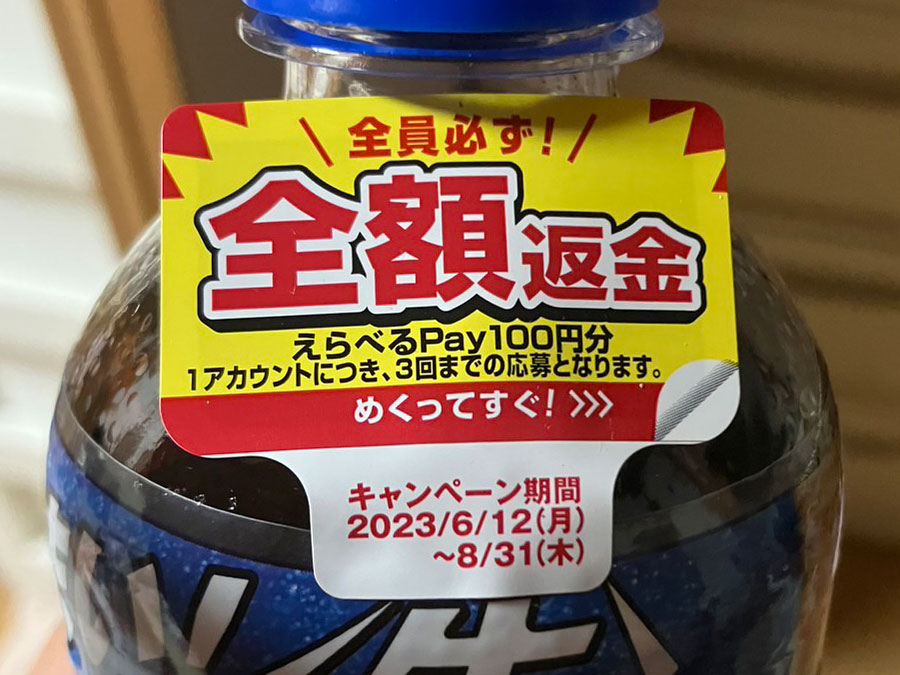 全員必ず!
全額返金
えらべるPay100円分
1アカウントにつき、3回までの応募となります。
めくってすぐ! >>>
キャンペーン期間
2023/6/12(月)
~8/31(木)